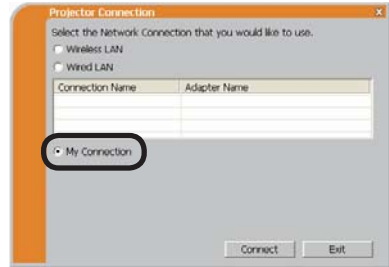 Projector Connection
Select the Network Connection that you would like to use.
Wireless LAN
Wired LAN
Connection Name Adapter Name
My Connection
Connect Exit